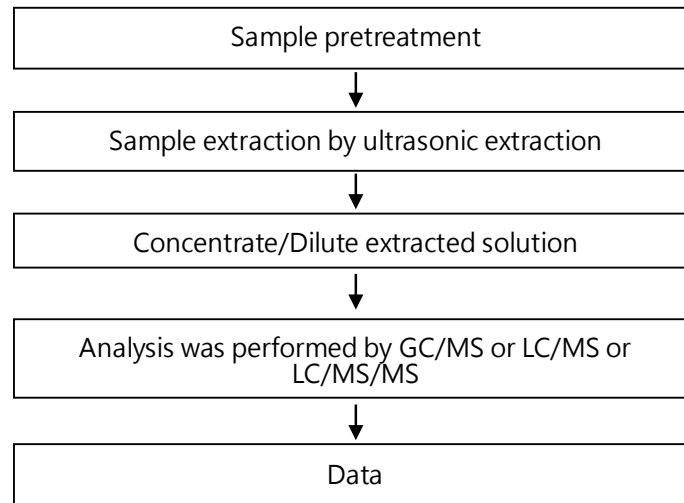 Sample pretreatment
Sample extraction by ultrasonic extraction
Concentrate/Dilute extracted solution
Analysis was performed by GC/MS or LC/MS or
LC/MS/MS
Data